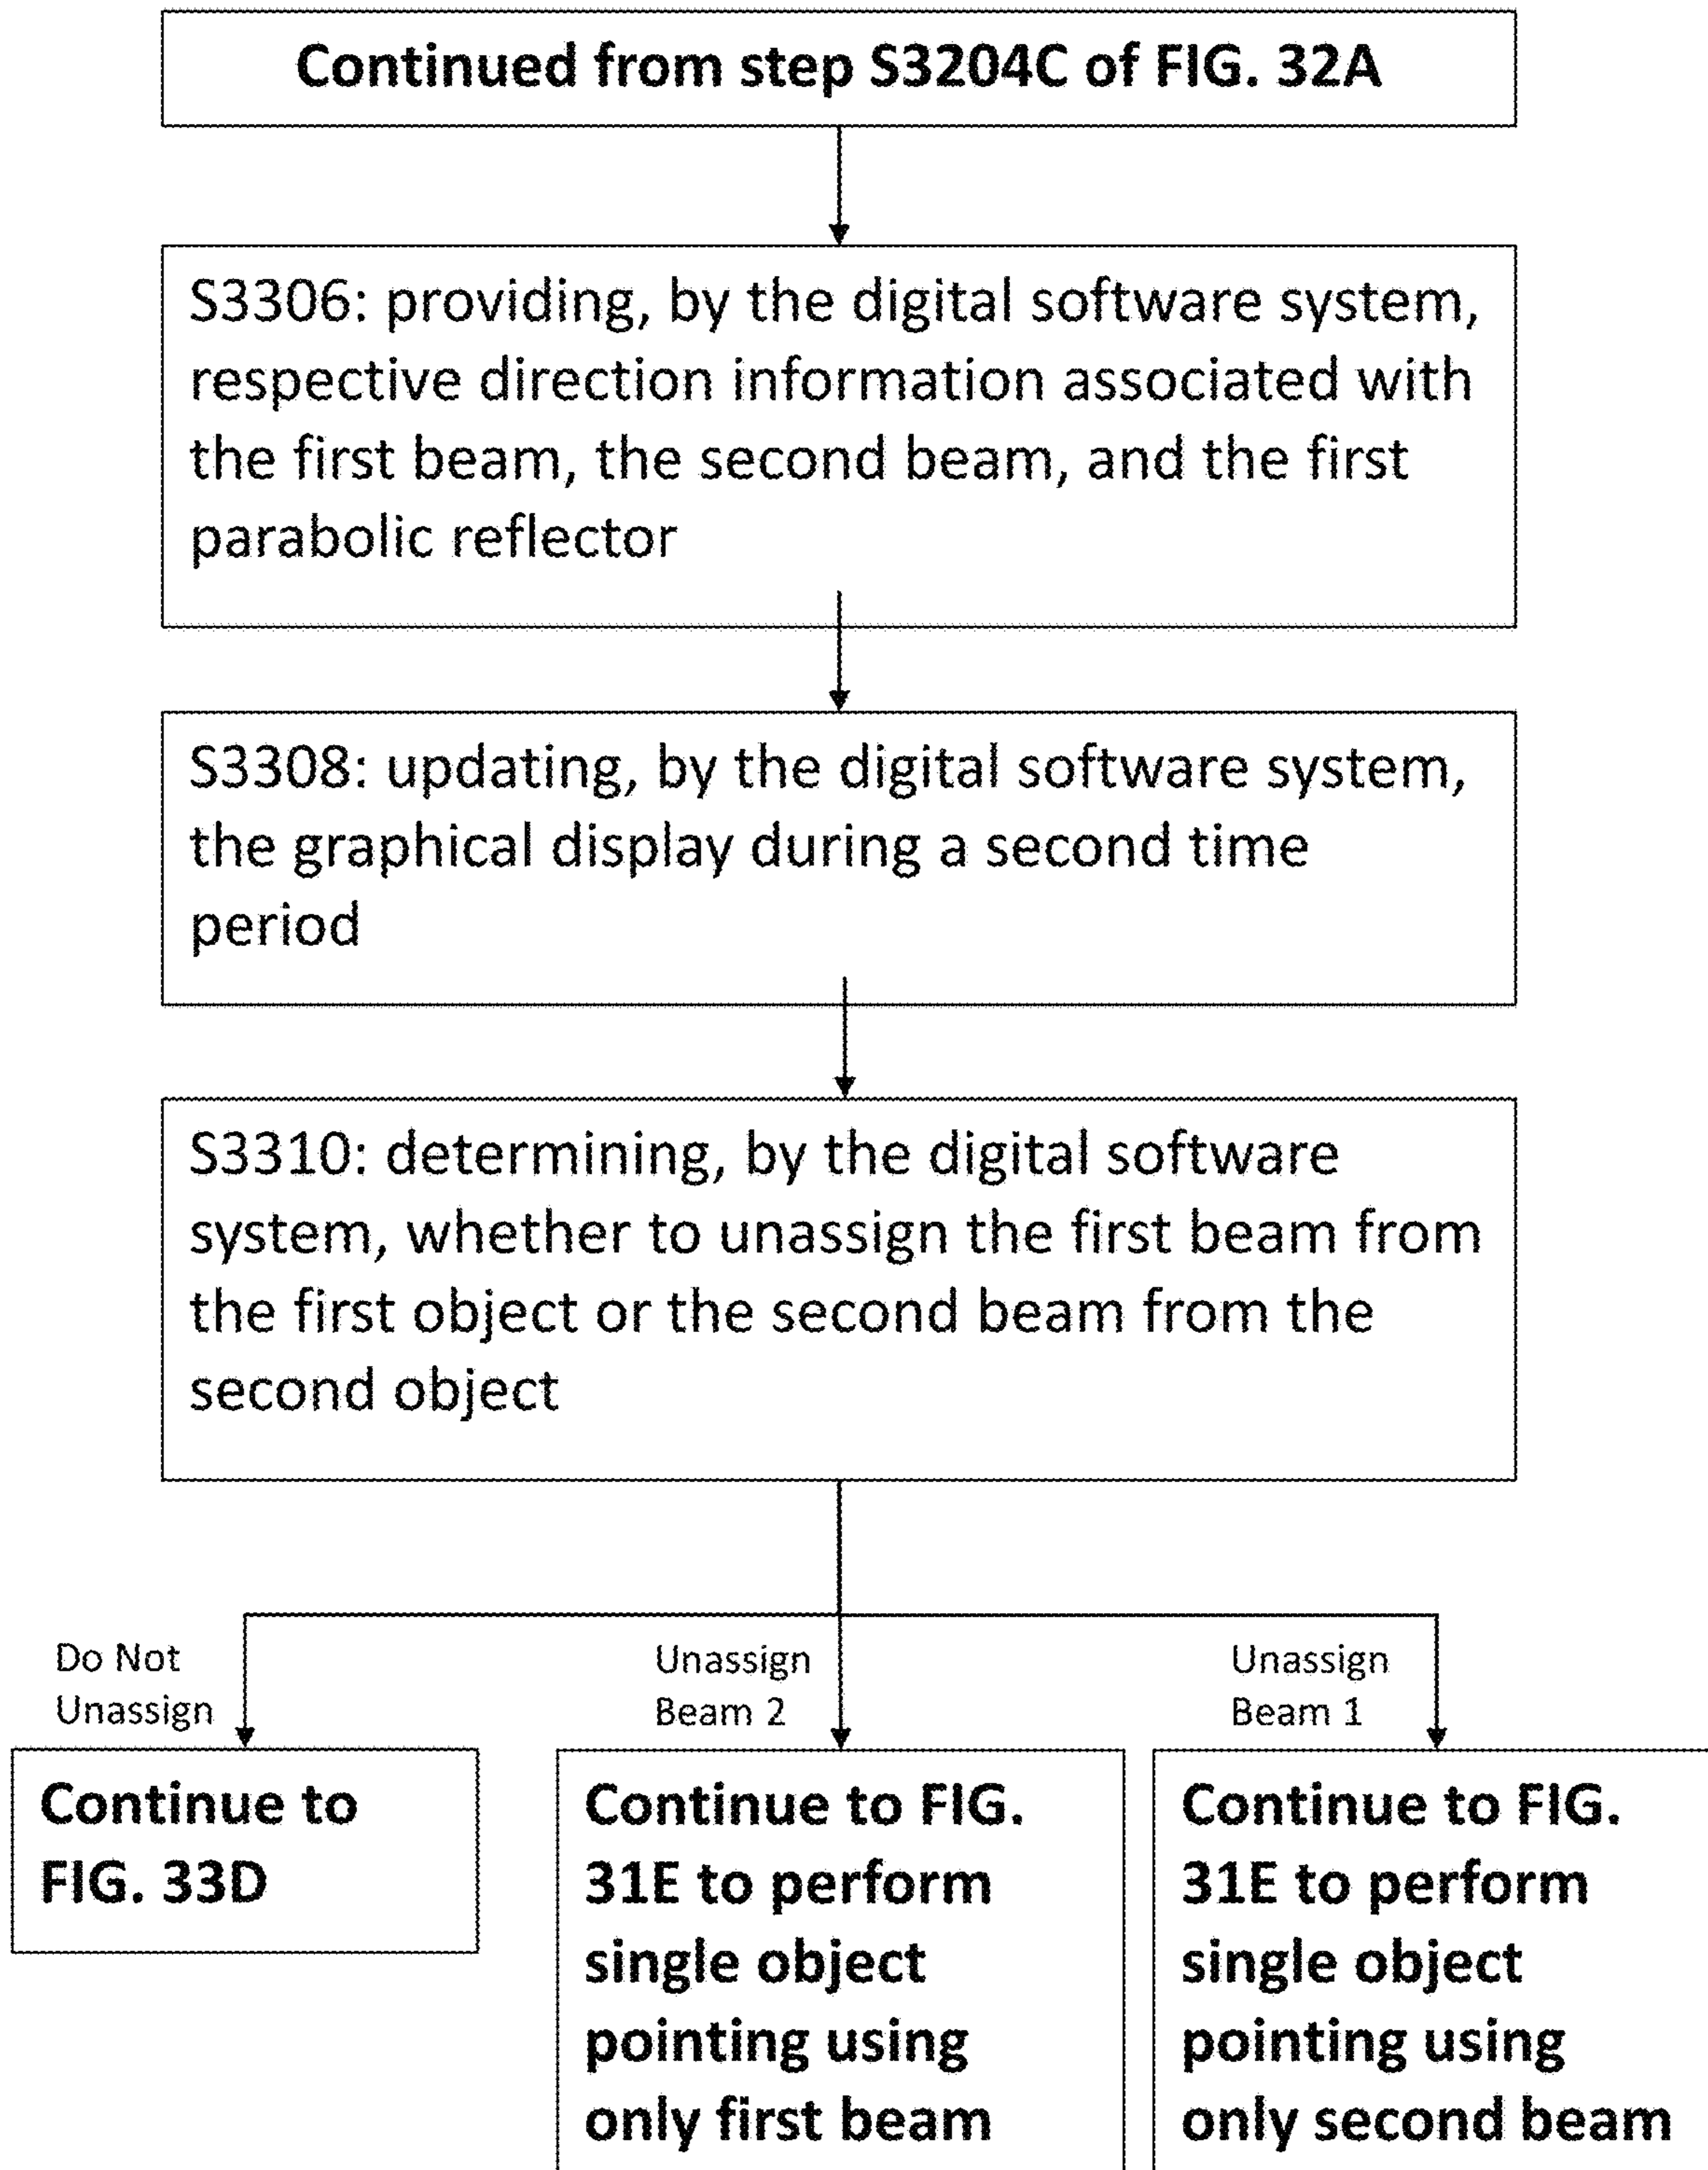 Continued from step S3204C of FIG. 32A
S3306: providing, by the digital software system,
respective direction information associated with
the first beam, the second beam, and the first
parabolic reflector
S3308: updating, by the digital software system,
the graphical display during a second time
period
S3310: determining, by the digital software
system, whether to unassign the first beam from
the first object or the second beam from the
second object
Do Not
Unassign
Unassign
Beam 2
Unassign
Beam 1
Continue to
FIG. 33D
Continue to FIG.
31E to perform
single object
pointing using
only first beam
Continue to FIG.
31E to perform
single object
pointing using
only second beam